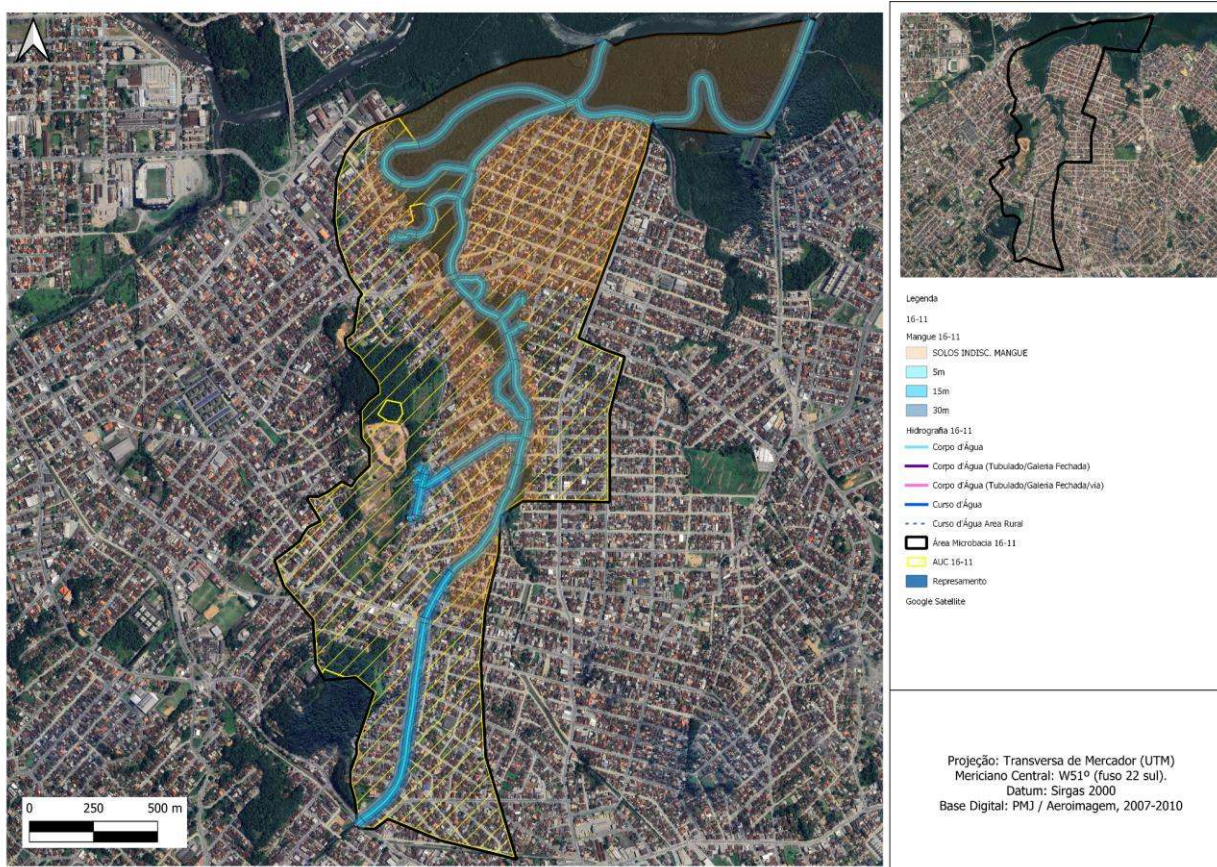 0 250 500 m
Legenda
16-11
Mangue 16-11
SOLOS INDISC. MANGUE
5m
15m
30m
Hidrografia 16-11
Corpo d'Água
Corpo d'Água (Tubulado/Galeria Fechada)
Corpo d'Água (Tubulado/Galeria Fechada/via)
Curso d'Água
Curso d'Água Area Rural
Área Microbacia 16-11
AUC 16-11
Represamento
Google Satellite
Projeção: Transversa de Mercador (UTM)
Mericiano Central: W51º (fuso 22 sul).
Datum: Sirgas 2000
Base Digital: PMJ / Aeroimagem, 2007-2010